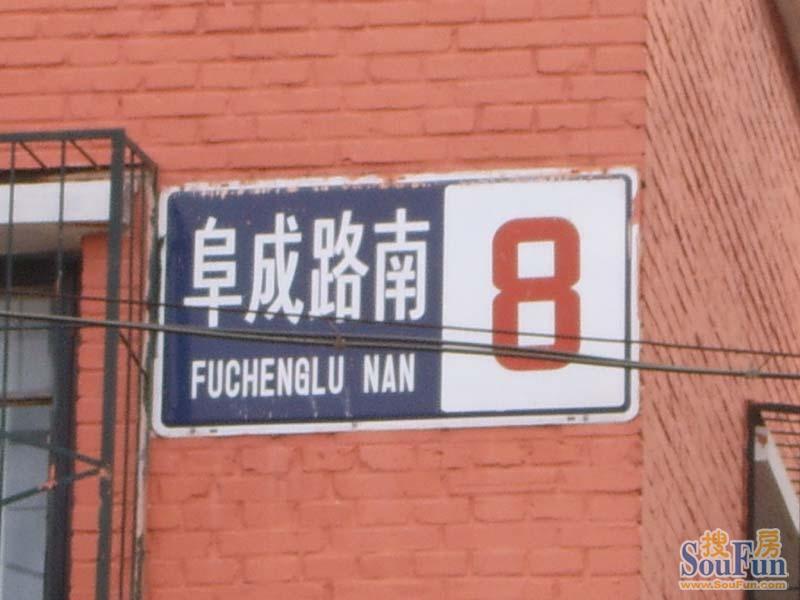 阜成路南
FUCHENGLU NAN
8
搜房
SouFun
www.SouFun.com